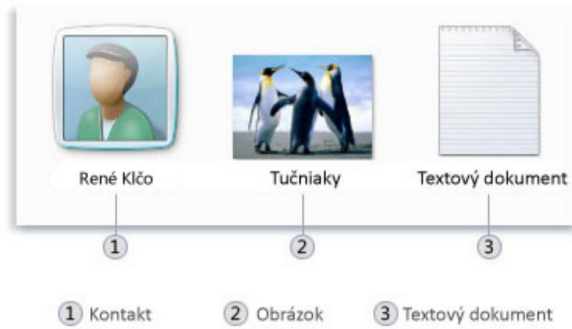 René Klčo Tučniaky Textový dokument
1 2 3
1 Kontakt 2 Obrázok 3 Textový dokument